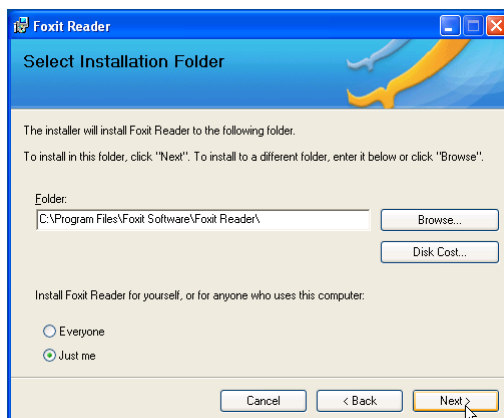 Foxit Reader
Select Installation Folder
The installer will install Foxit Reader to the following folder.
To install in this folder, click "Next". To install to a different folder, enter it below or click "Browse".
Folder:
C:\Program Files\Foxit Software\Foxit Reader\
Browse...
Disk Cost...
Install Foxit Reader for yourself, or for anyone who uses this computer:
Everyone
Just me
Cancel
< Back
Next >